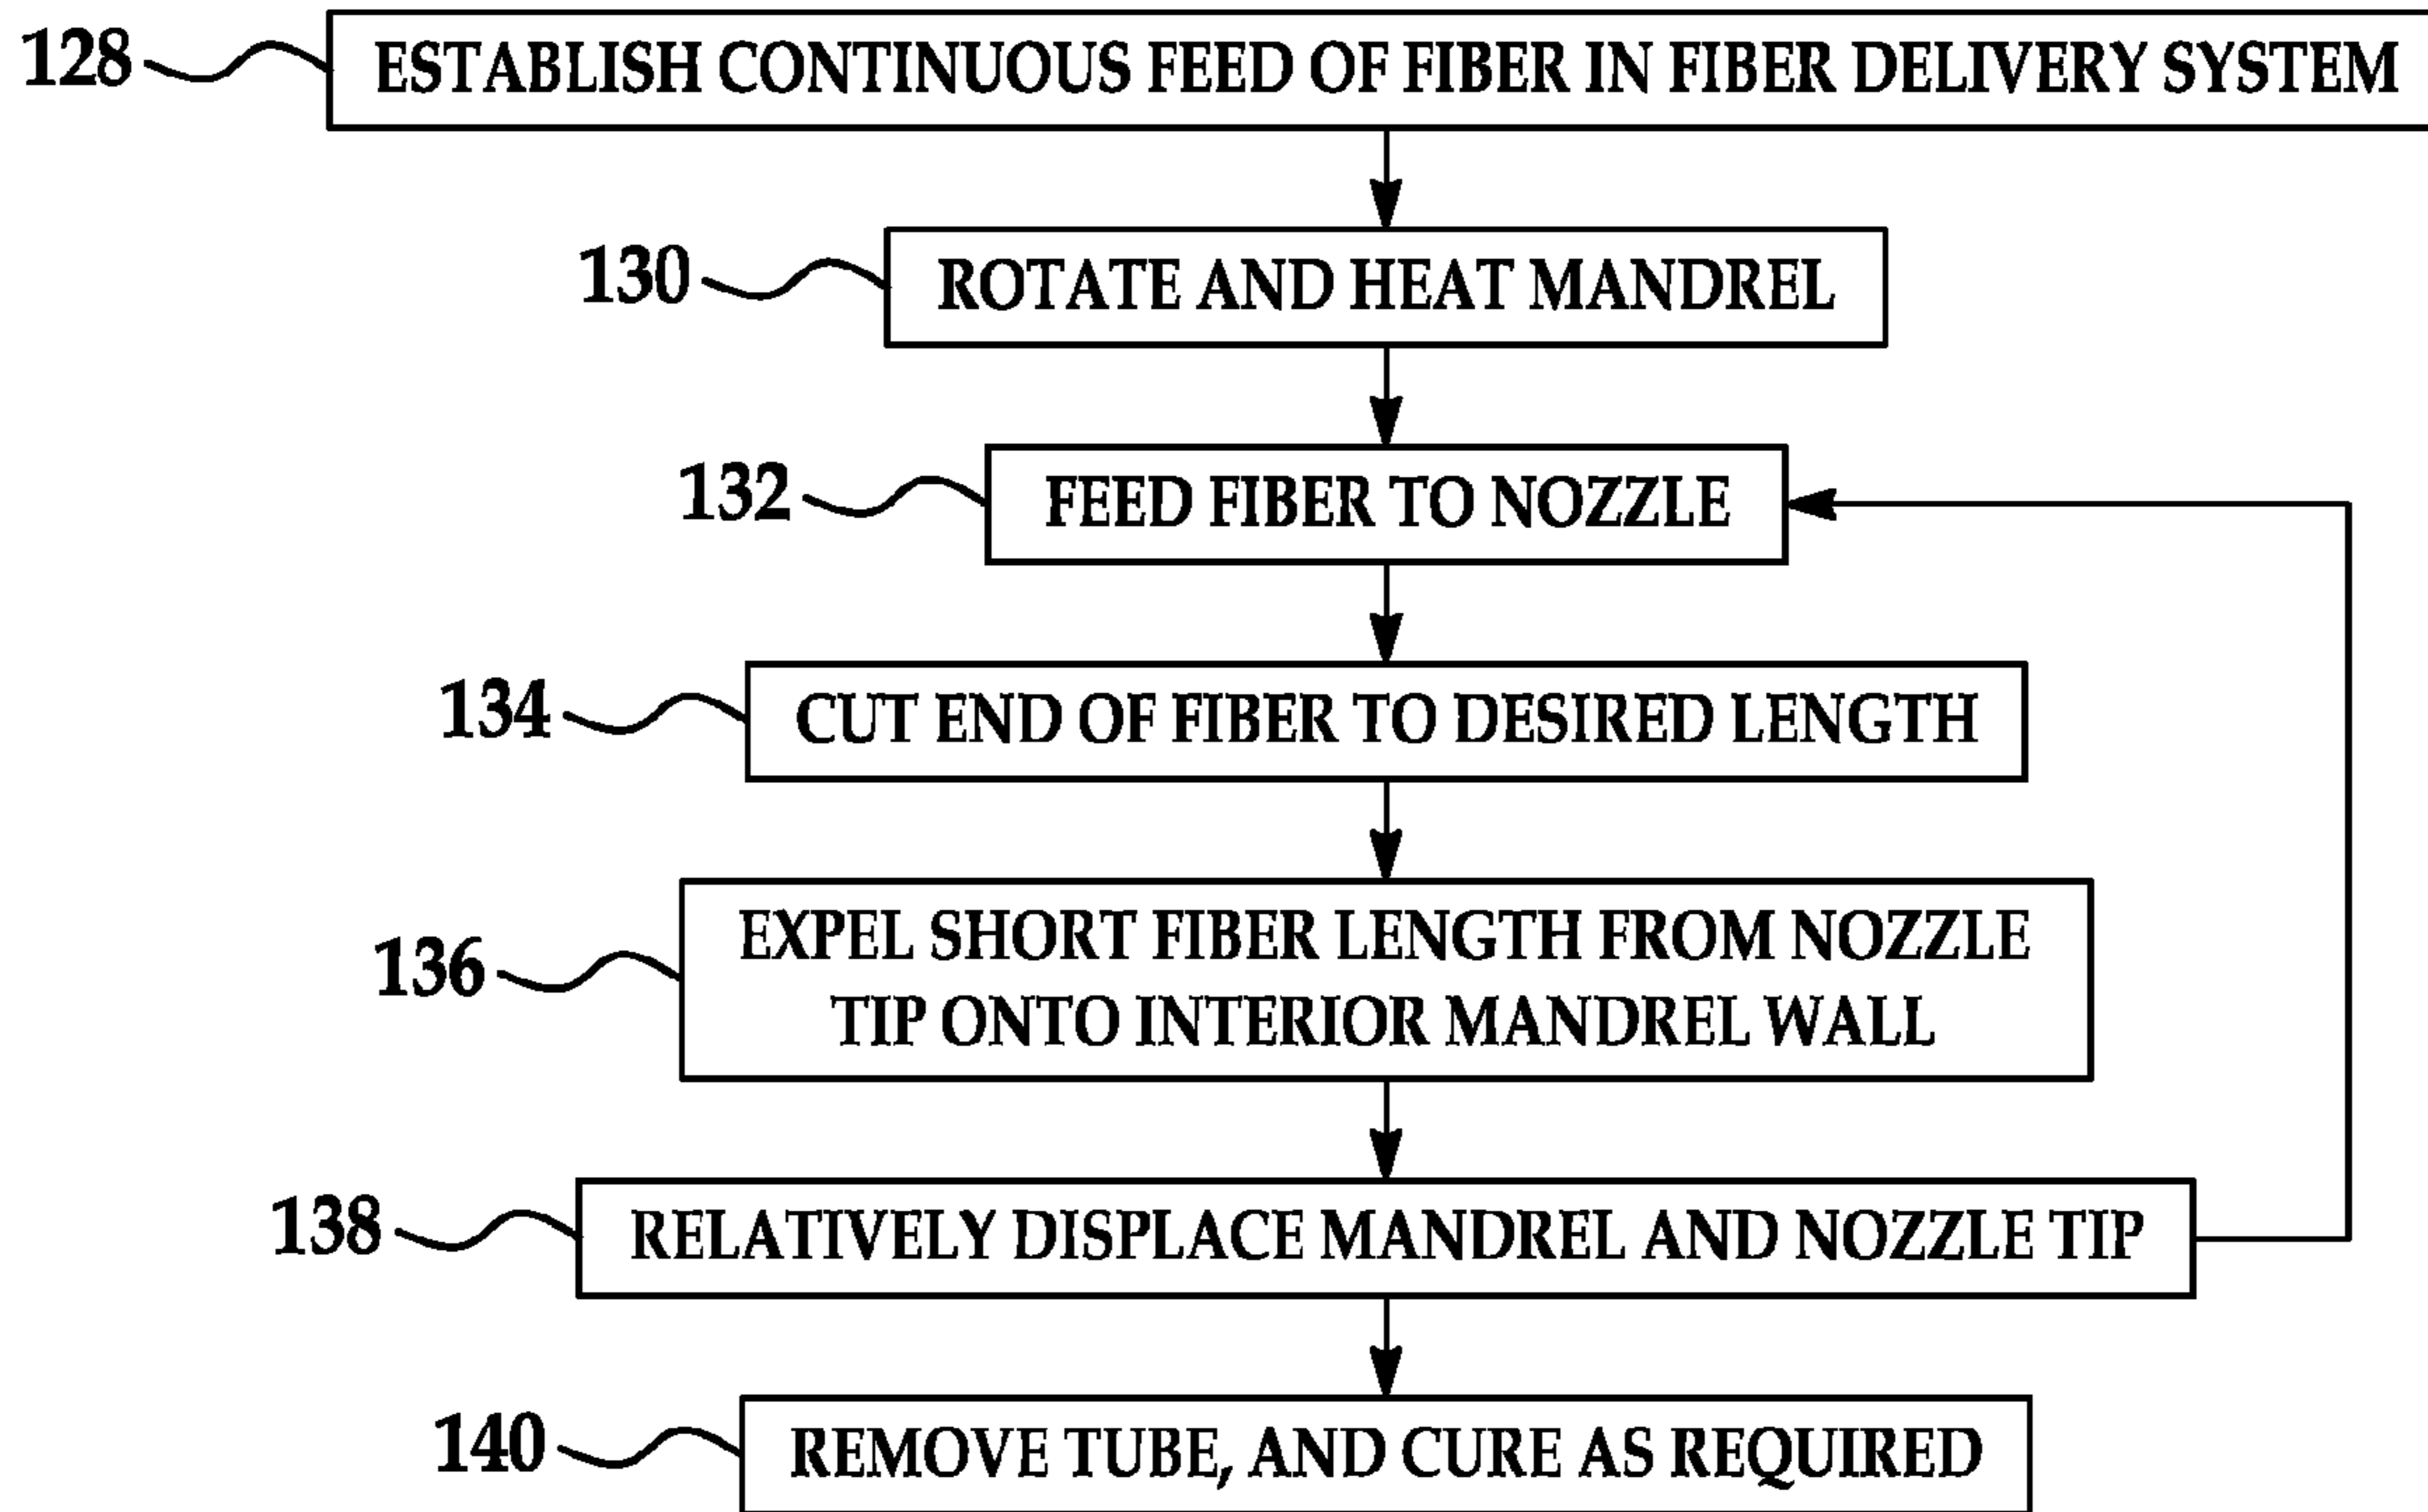 128 ESTABLISH CONTINUOUS FEED OF FIBER IN FIBER DELIVERY SYSTEM
130 ROTATE AND HEAT MANDREL
132 FEED FIBER TO NOZZLE
134 CUT END OF FIBER TO DESIRED LENGTH
136 EXPEL SHORT FIBER LENGTH FROM NOZZLE
TIP ONTO INTERIOR MANDREL WALL
138 RELATIVELY DISPLACE MANDREL AND NOZZLE TIP
140 REMOVE TUBE, AND CURE AS REQUIRED